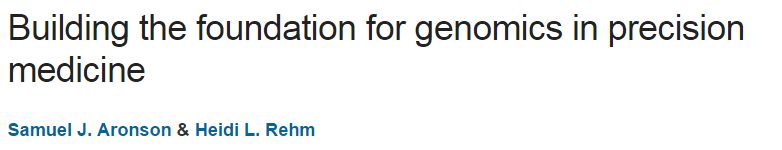 Building the foundation for genomics in precision
medicine
Samuel J. Aronson & Heidi L. Rehm